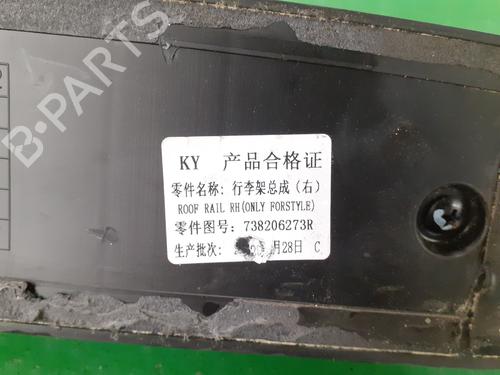 KY 产品合格证
零件名称: 行李架总成 (右)
ROOF RAIL RH(ONLY FORSTYLE)
零件图号: 738206273R
生产批次: 月28日 C
B-PARTS